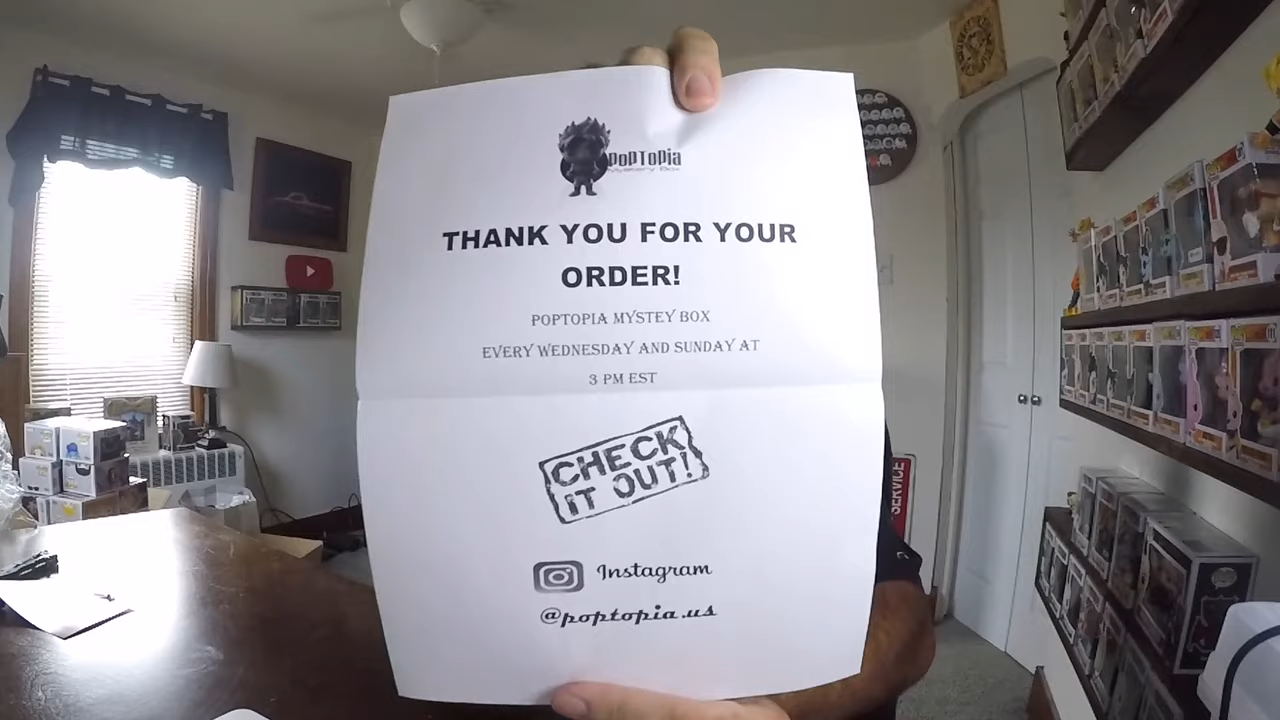 PopTopia
Mystery Box
THANK YOU FOR YOUR
ORDER!
POPTOPIA MYSTEY BOX
EVERY WEDNESDAY AND SUNDAY AT
3 PM EST
CHECK
IT OUT!
Instagram
@poptopia.us
SERVICE